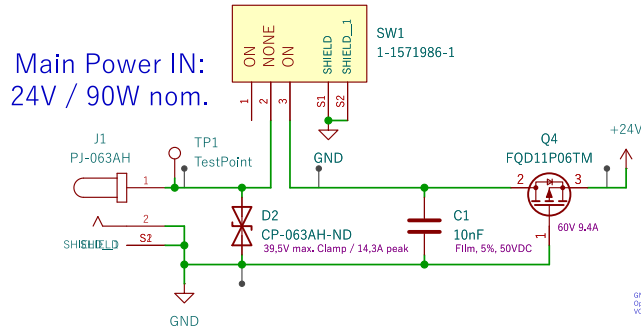 SW1
1-1571986-1
ON
NONE
ON
SHIELD
SHIELD_1
1
2
3
S1
S2
Main Power IN:
24V / 90W nom.
J1
PJ-063AH
TP1
TestPoint
GND
Q4
FQD11P06TM
+24V
1
2
3
60V 9.4A
1
2
D2
CP-063AH-ND
39,5V max. Clamp / 14,3A peak
C1
10nF
FIlm, 5%, 50VDC
GND